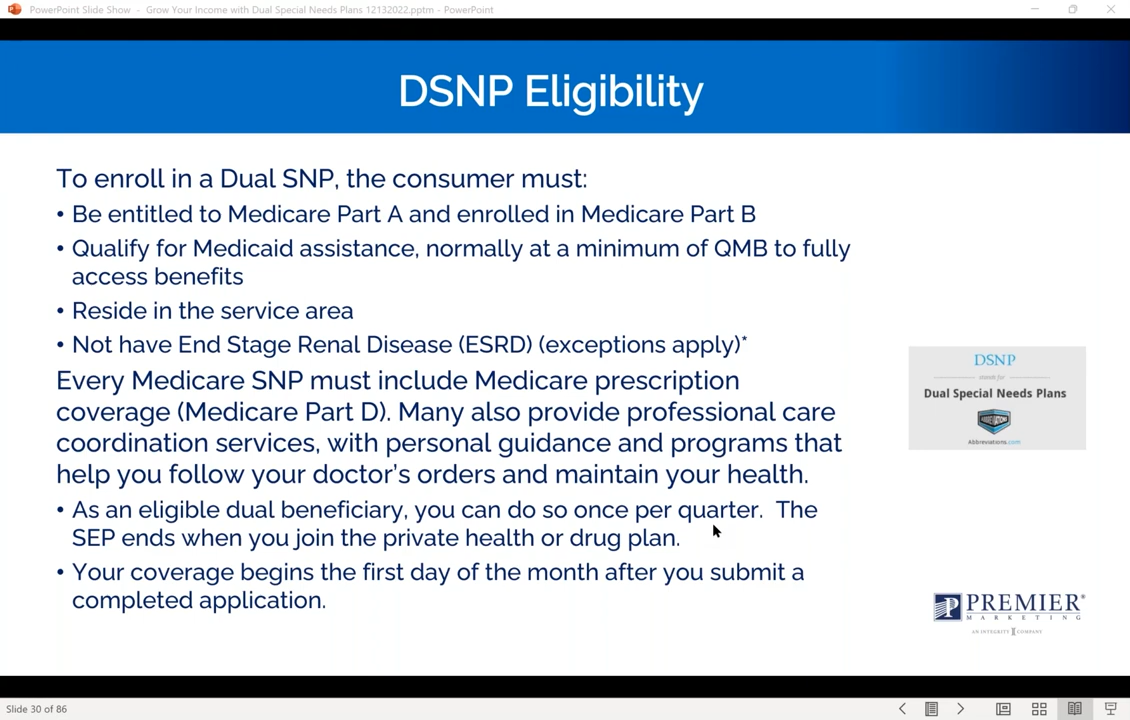 PowerPoint Slide Show - Grow Your Income with Dual Special Needs Plans 12132022.pptm - PowerPoint
DSNP Eligibility
To enroll in a Dual SNP, the consumer must:
• Be entitled to Medicare Part A and enrolled in Medicare Part B
• Qualify for Medicaid assistance, normally at a minimum of QMB to fully
access benefits
• Reside in the service area
• Not have End Stage Renal Disease (ESRD) (exceptions apply)*
Every Medicare SNP must include Medicare prescription
coverage (Medicare Part D). Many also provide professional care
coordination services, with personal guidance and programs that
help you follow your doctor's orders and maintain your health.
• As an eligible dual beneficiary, you can do so once per quarter. The
SEP ends when you join the private health or drug plan.
• Your coverage begins the first day of the month after you submit a
completed application.
DSNP
stands for
Dual Special Needs Plans
Abbreviations.com
PREMIER®
MARKETING
AN INTEGRITY COMPANY
Slide 30 of 86